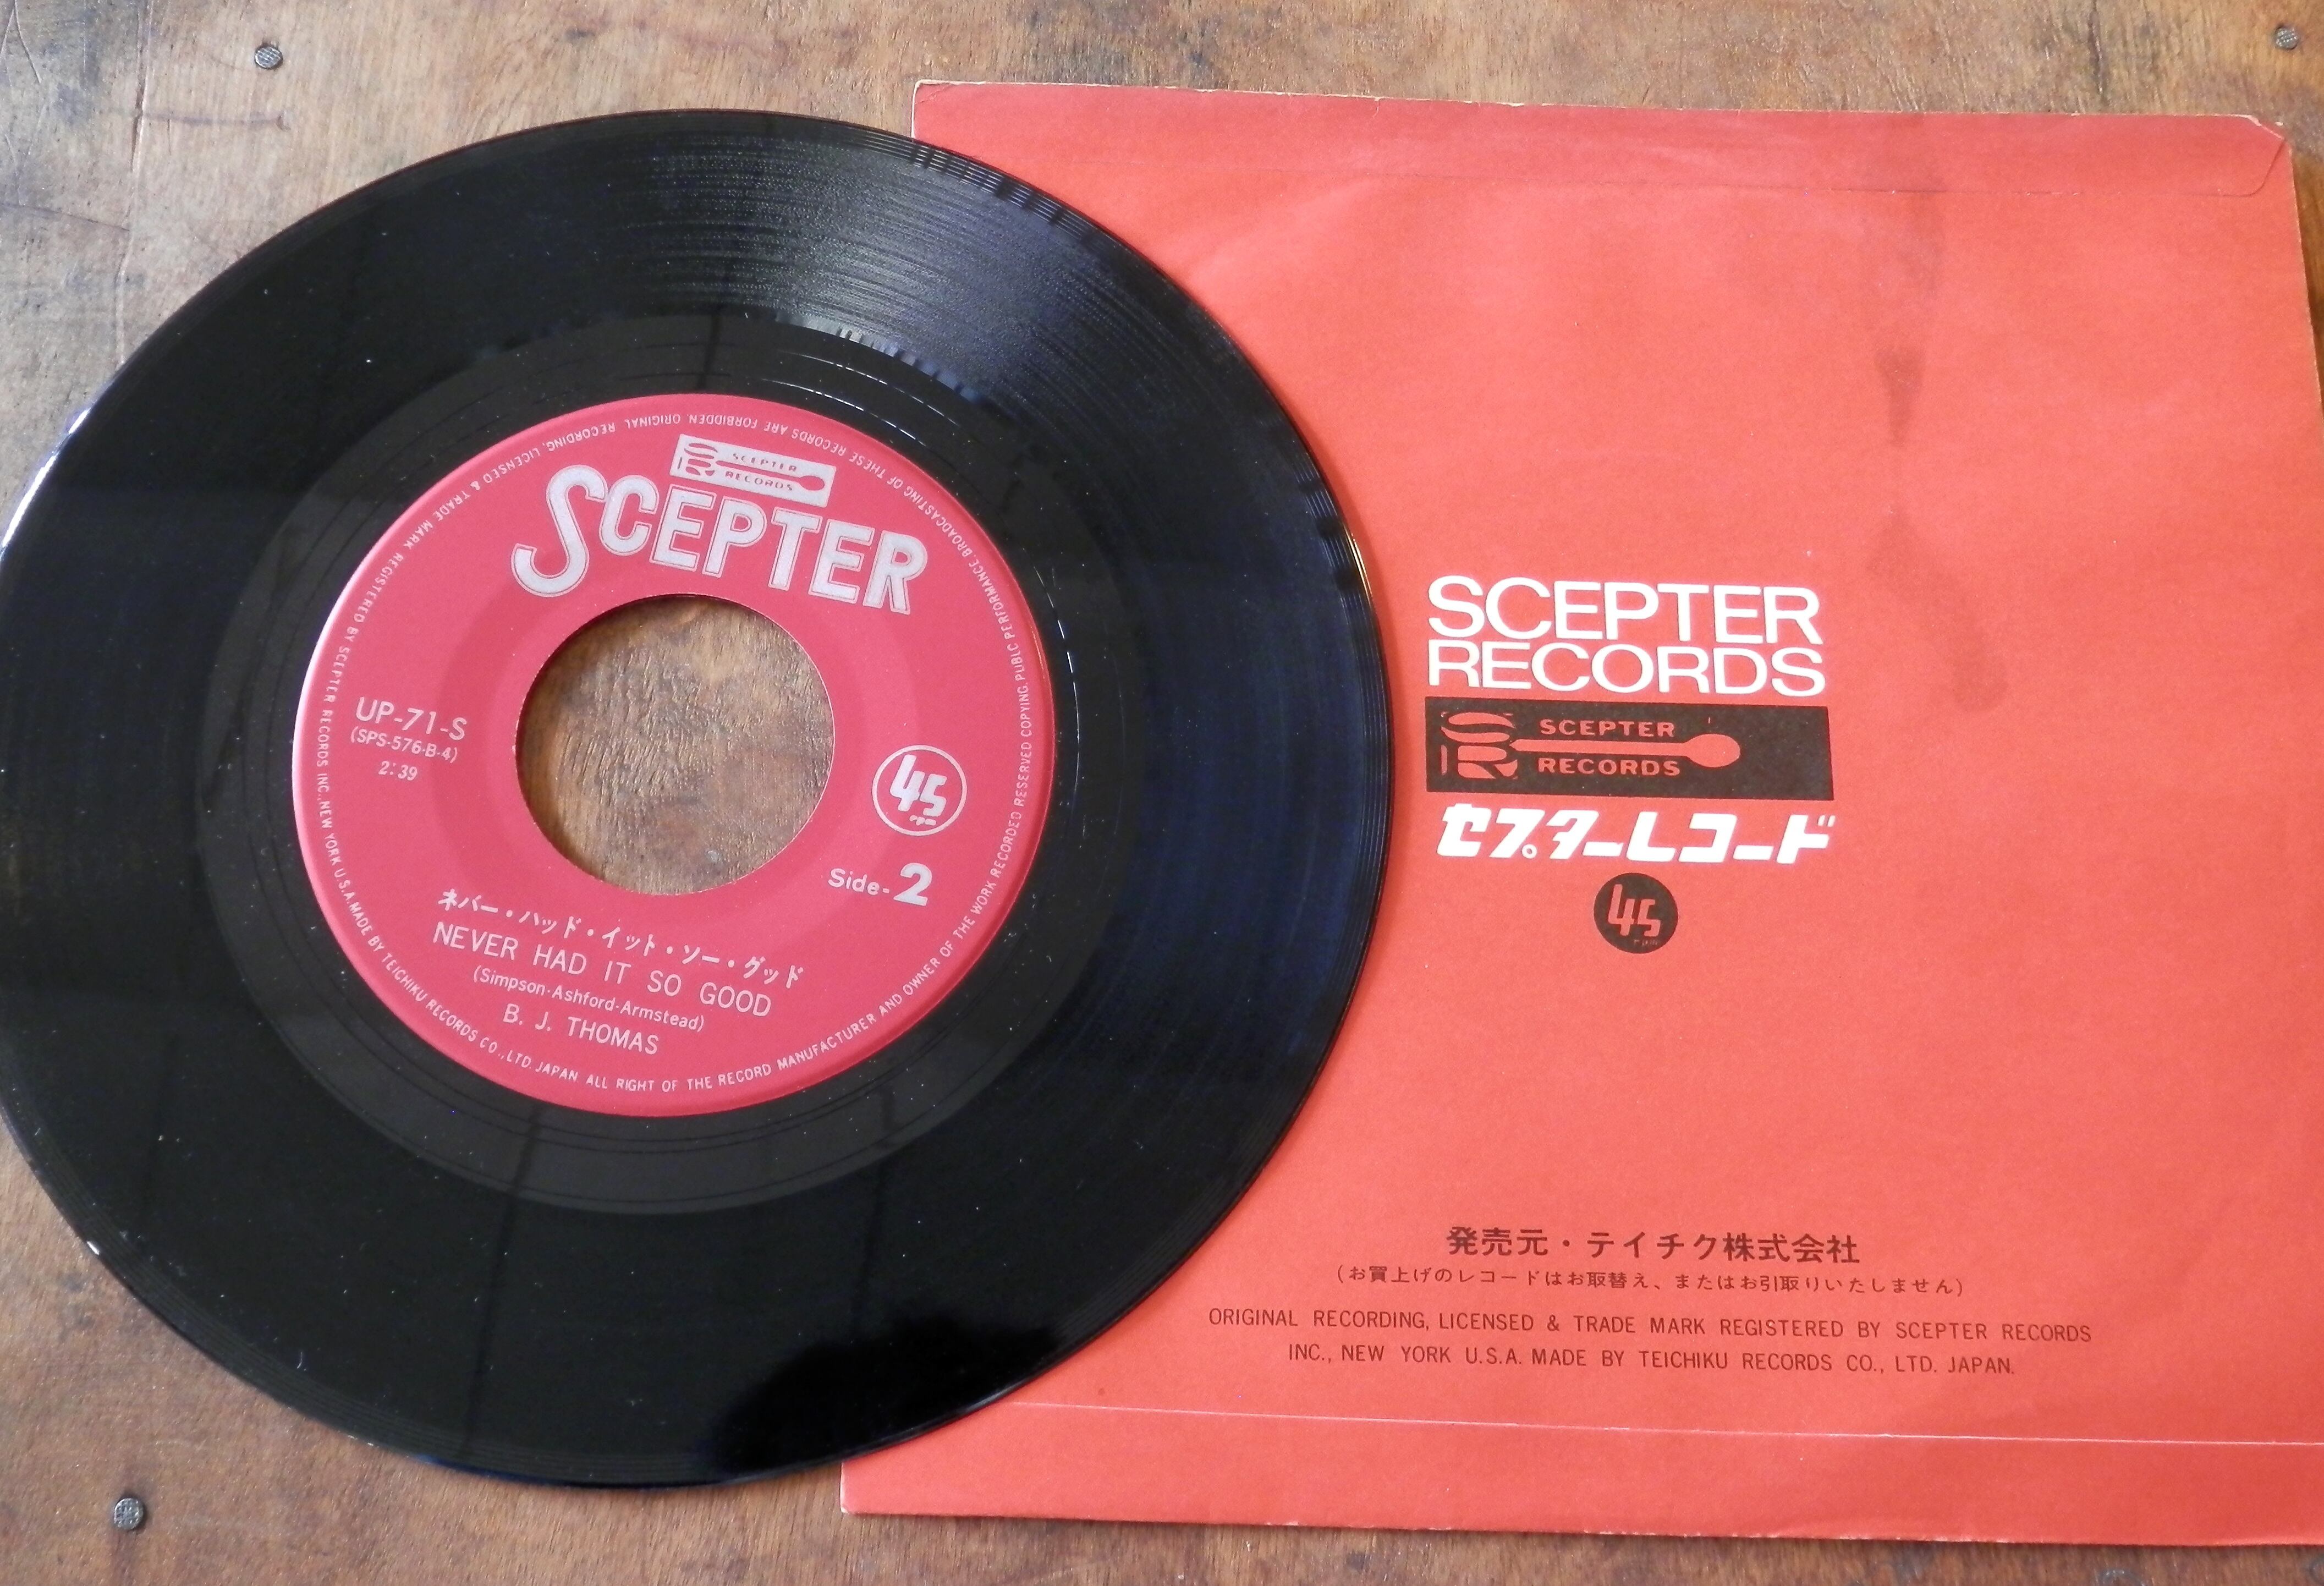 SCEPTER
RECORDS
SCEPTER
UP-71-S
(SPS-576-B-4)
2:39
45
rpm
Side-2
ネバー・ハッド・イット・ソー・グッド
NEVER HAD IT SO GOOD
(Simpson-Ashford-Armstead)
B. J. THOMAS
ORIGINAL RECORDING, LICENSED & TRADE MARK REGISTERED BY SCEPTER RECORDS INC., NEW YORK U.S.A. MADE BY TEICHIKU RECORDS CO., LTD. JAPAN ALL RIGHT OF THE RECORD MANUFACTURER AND OWNER OF THE WORK RECORDED RESERVED COPYING, PUBLIC PERFORMANCE, BROADCASTING OF THESE RECORDS ARE FORBIDDEN.
SCEPTER
RECORDS
SR SCEPTER
RECORDS
セプターレコード
45
発売元・テイチク株式会社
(お買上げのレコードはお取替え、またはお引取りいたしません)
ORIGINAL RECORDING, LICENSED & TRADE MARK REGISTERED BY SCEPTER RECORDS
INC., NEW YORK U.S.A. MADE BY TEICHIKU RECORDS CO., LTD. JAPAN.